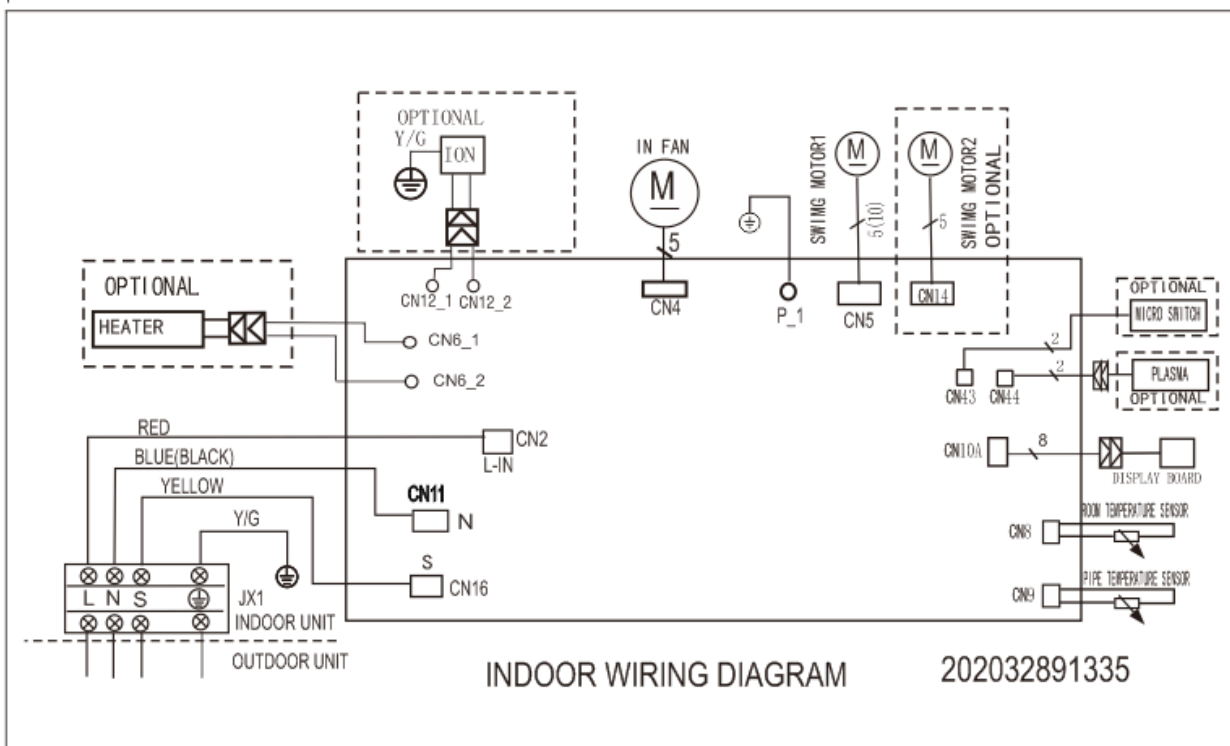 OPTIONAL
Y/G
ION
IN FAN
M
5
SWIMG MOTOR1
M
5(10)
M
5
SWIMG MOTOR2
OPTIONAL
CN12_1
CN12_2
CN4
P_1
CN5
CN14
OPTIONAL
HEATER
CN6_1
CN6_2
OPTIONAL
MICRO SWITCH
2
CN43
2
CN44
PLASMA
OPTIONAL
RED
CN2
L-IN
BLUE(BLACK)
CN11
N
YELLOW
Y/G
S
CN16
CN10A
8
DISPLAY BOARD
CN8
ROOM TEMPERATURE SENSOR
CN9
PIPE TEMPERATURE SENSOR
L N S
JX1
INDOOR UNIT
OUTDOOR UNIT
INDOOR WIRING DIAGRAM
202032891335